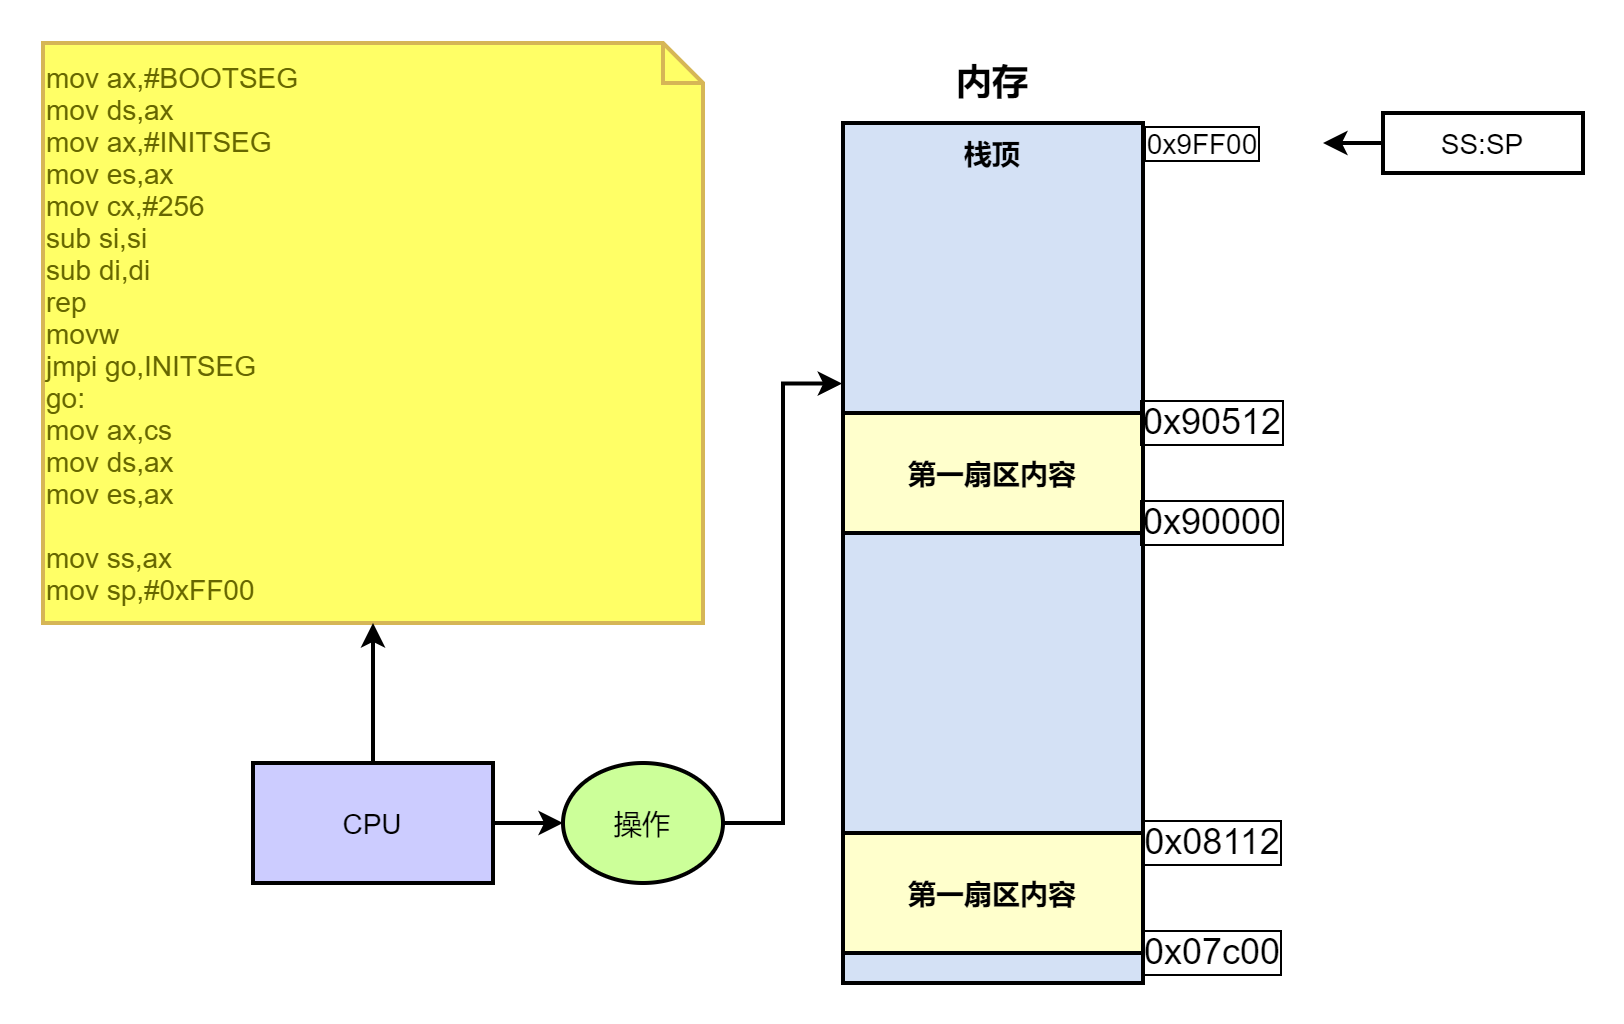 mov ax,#BOOTSEG
mov ds,ax
mov ax,#INITSEG
mov es,ax
mov cx,#256
sub si,si
sub di,di
rep
movw
jmpi go,INITSEG
go:
mov ax,cs
mov ds,ax
mov es,ax
mov ss,ax
mov sp,#0xFF00
CPU
操作
内存
栈顶
0x9FF00
SS:SP
0x90512
第一扇区内容
0x90000
0x08112
第一扇区内容
0x07c00